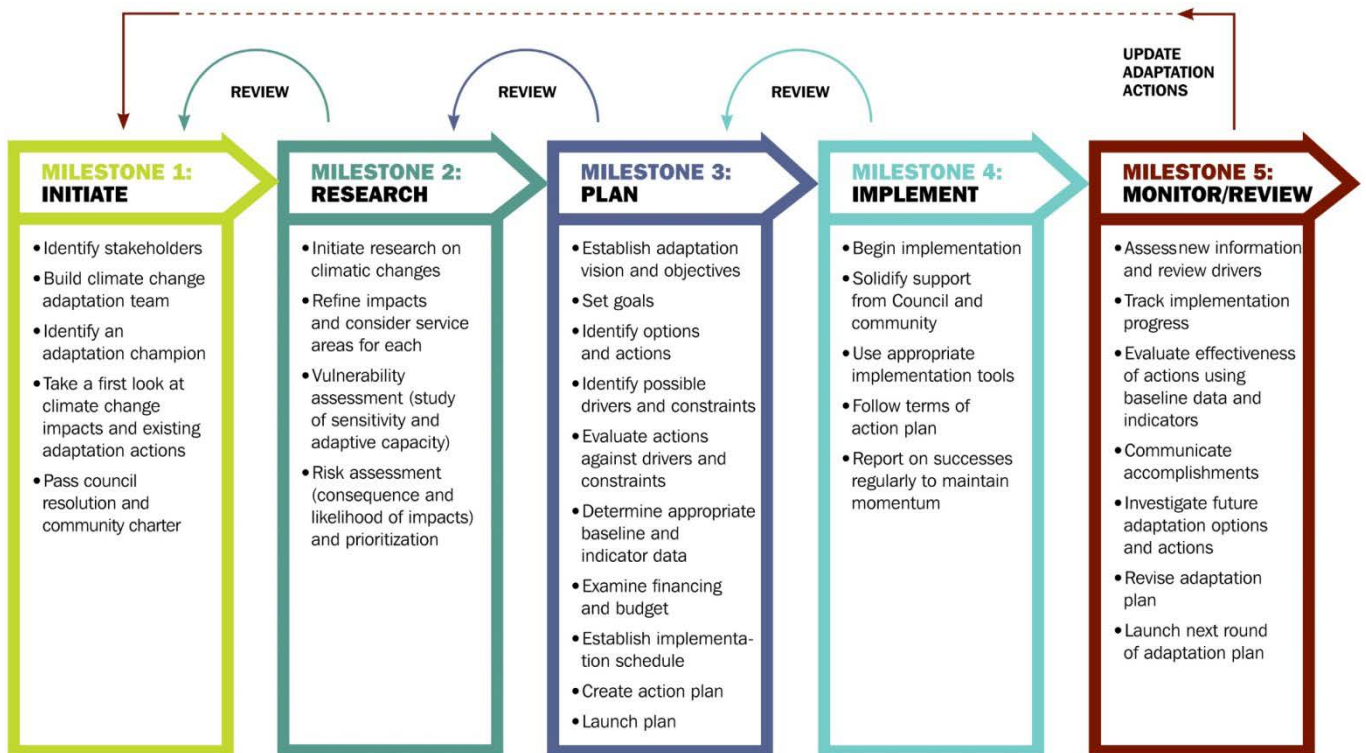 UPDATE
ADAPTATION
ACTIONS
REVIEW
REVIEW
REVIEW
MILESTONE 1:
INITIATE
• Identify stakeholders
• Build climate change
adaptation team
• Identify an
adaptation champion
• Take a first look at
climate change
impacts and existing
adaptation actions
• Pass council
resolution and
community charter
MILESTONE 2:
RESEARCH
• Initiate research on
climatic changes
• Refine impacts
and consider service
areas for each
• Vulnerability
assessment (study
of sensitivity and
adaptive capacity)
• Risk assessment
(consequence and
likelihood of impacts)
and prioritization
MILESTONE 3:
PLAN
• Establish adaptation
vision and objectives
• Set goals
• Identify options
and actions
• Identify possible
drivers and constraints
• Evaluate actions
against drivers and
constraints
• Determine appropriate
baseline and
indicator data
• Examine financing
and budget
• Establish implementa-
tion schedule
• Create action plan
• Launch plan
MILESTONE 4:
IMPLEMENT
• Begin implementation
• Solidify support
from Council and
community
• Use appropriate
implementation tools
• Follow terms of
action plan
• Report on successes
regularly to maintain
momentum
MILESTONE 5:
MONITOR/REVIEW
• Assess new information
and review drivers
• Track implementation
progress
• Evaluate effectiveness
of actions using
baseline data and
indicators
• Communicate
accomplishments
• Investigate future
adaptation options
and actions
• Revise adaptation
plan
• Launch next round
of adaptation plan